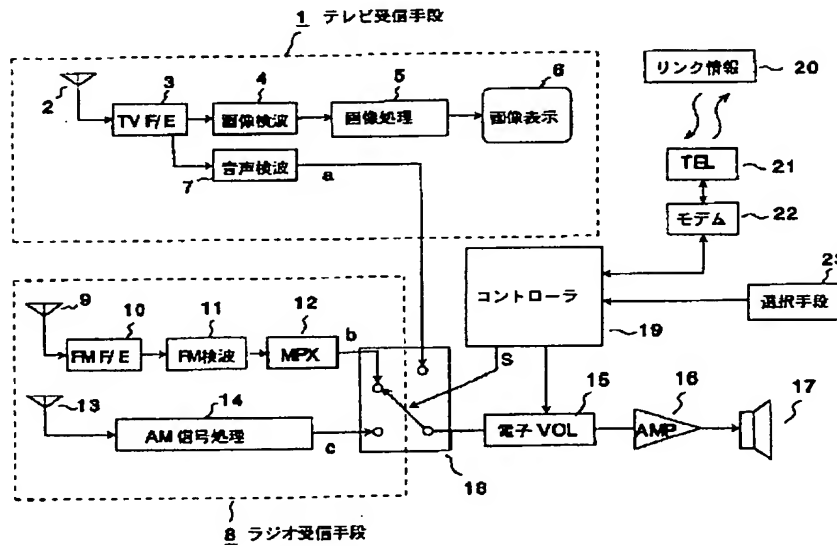 1 テレビ受信手段
2
3
TV F/E
4
画像検波
5
画像処理
6
画像表示
7
音声検波
a
リンク情報
20
TEL
21
モデム
22
コントローラ
19
S
23
選択手段
9
10
FM F/E
11
FM検波
12
MPX
b
13
14
AM 信号処理
c
18
15
電子 VOL
16
AMP
17
8 ラジオ受信手段